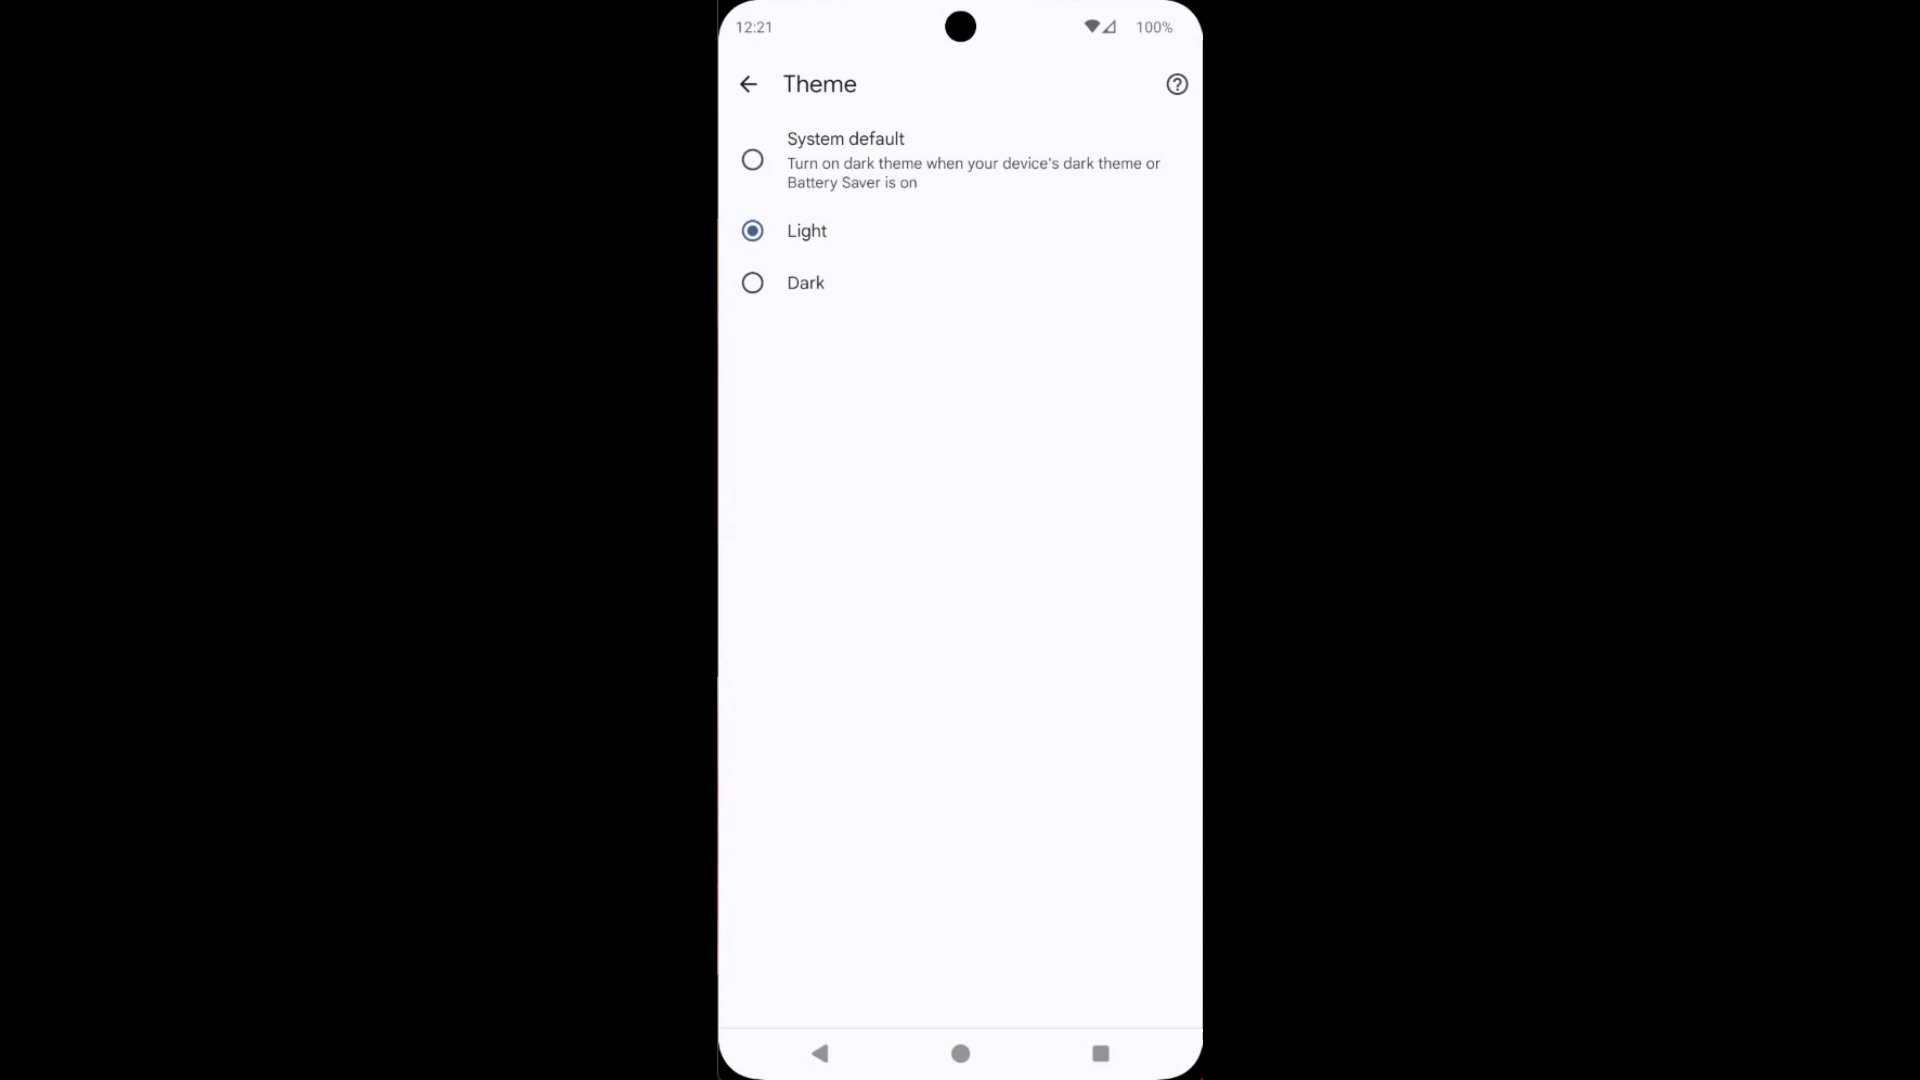 12:21
100%
Theme
System default
Turn on dark theme when your device's dark theme or
Battery Saver is on
Light
Dark